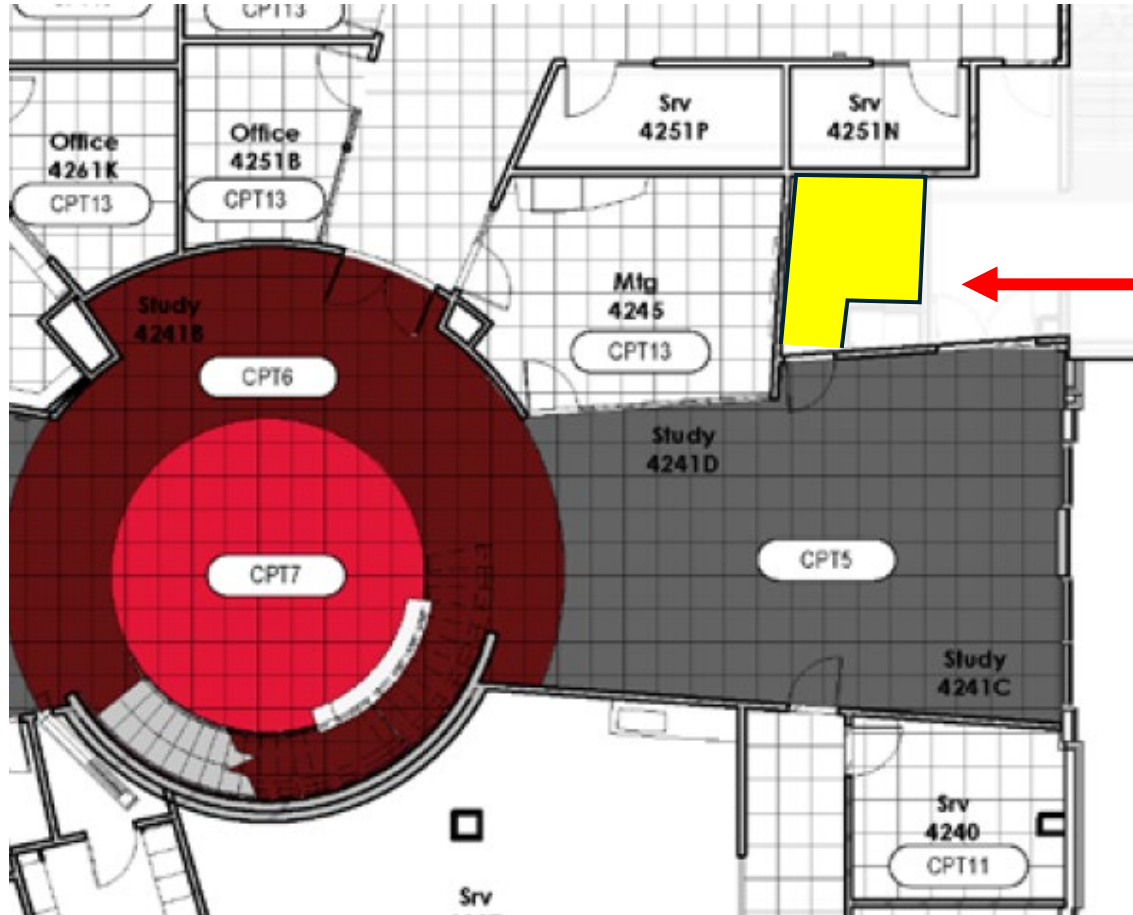 CPT13
Srv
4251P
Srv
4251N
Office
4261K
CPT13
Office
4251B
CPT13
Study
4241B
CPT6
Mtg
4245
CPT13
Study
4241D
CPT7
CPT5
Study
4241C
Srv
4240
CPT11
Srv